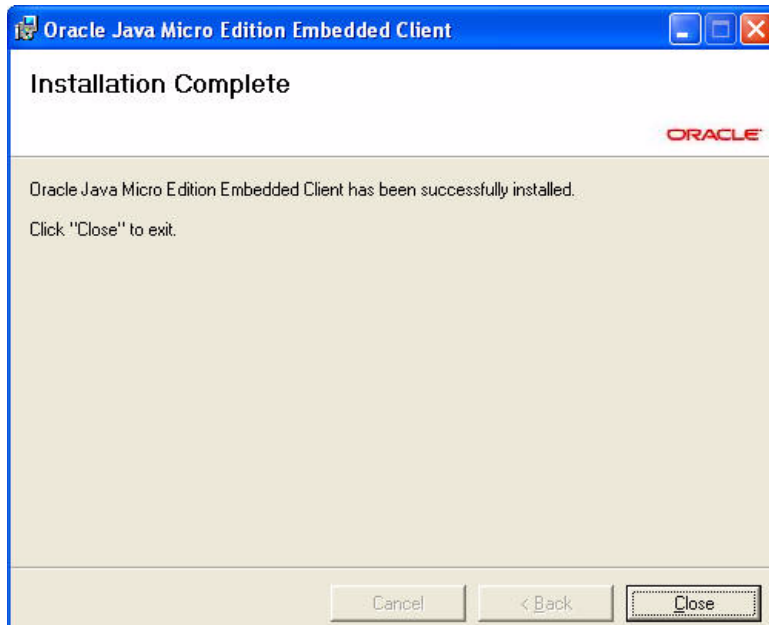 Oracle Java Micro Edition Embedded Client
Installation Complete
ORACLE
Oracle Java Micro Edition Embedded Client has been successfully installed.
Click "Close" to exit.
Cancel
< Back
Close